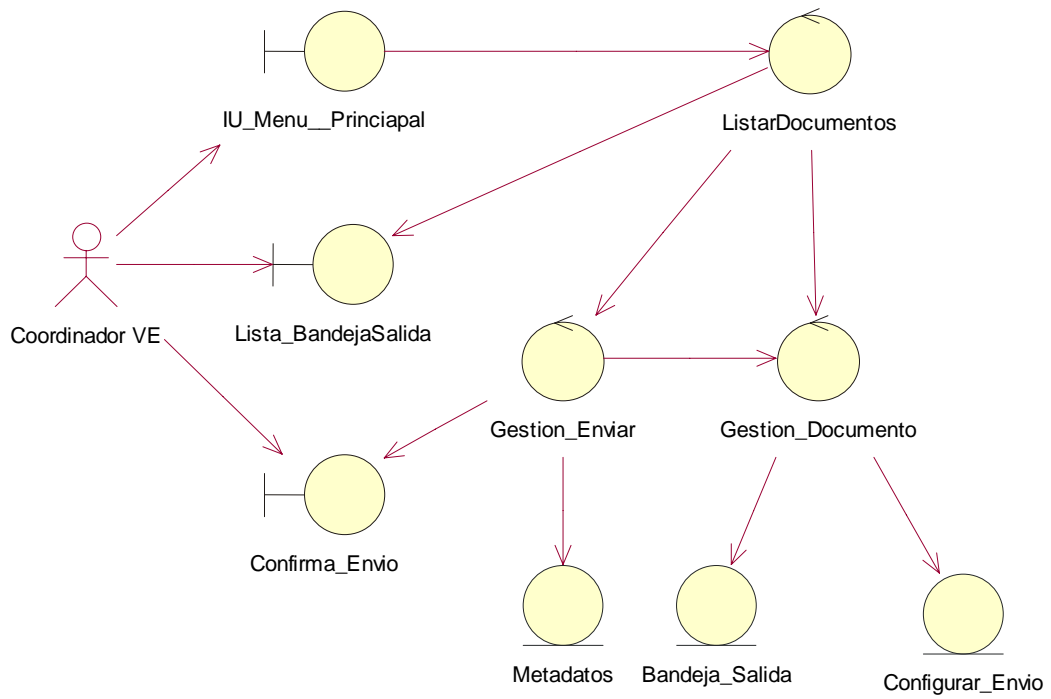 IU_Menu__Princiapal
ListarDocumentos
Coordinador VE
Lista_BandejaSalida
Gestion_Enviar
Gestion_Documento
Confirma_Envio
Metadatos
Bandeja_Salida
Configurar_Envio